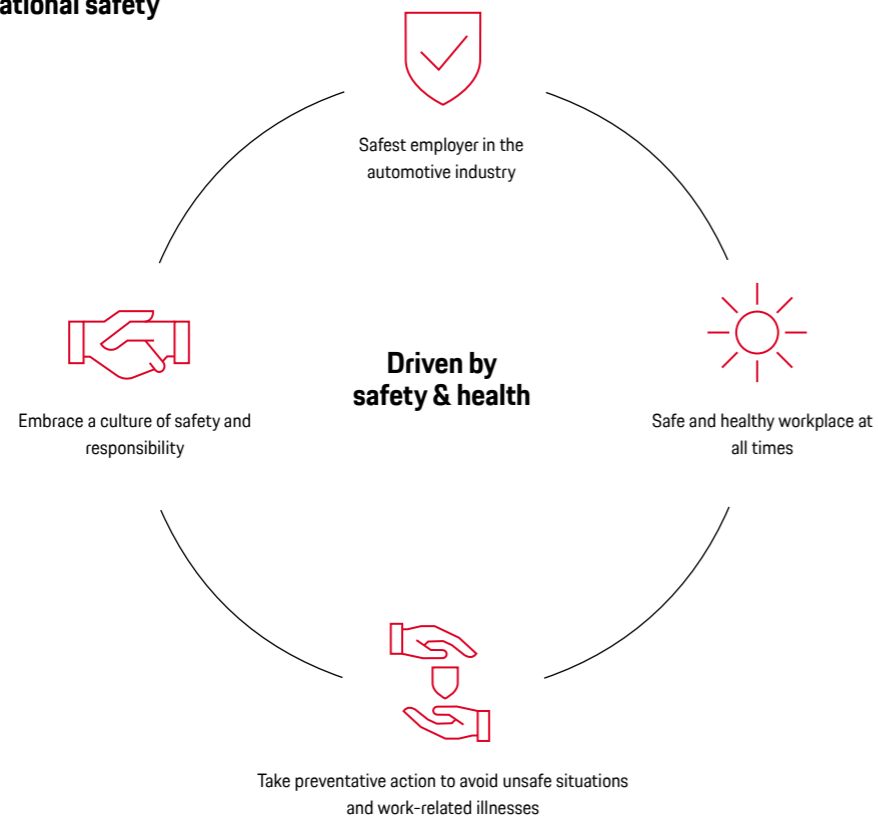 ational safety
Safest employer in the
automotive industry
Embrace a culture of safety and
responsibility
Driven by
safety & health
Safe and healthy workplace at
all times
Take preventative action to avoid unsafe situations
and work-related illnesses